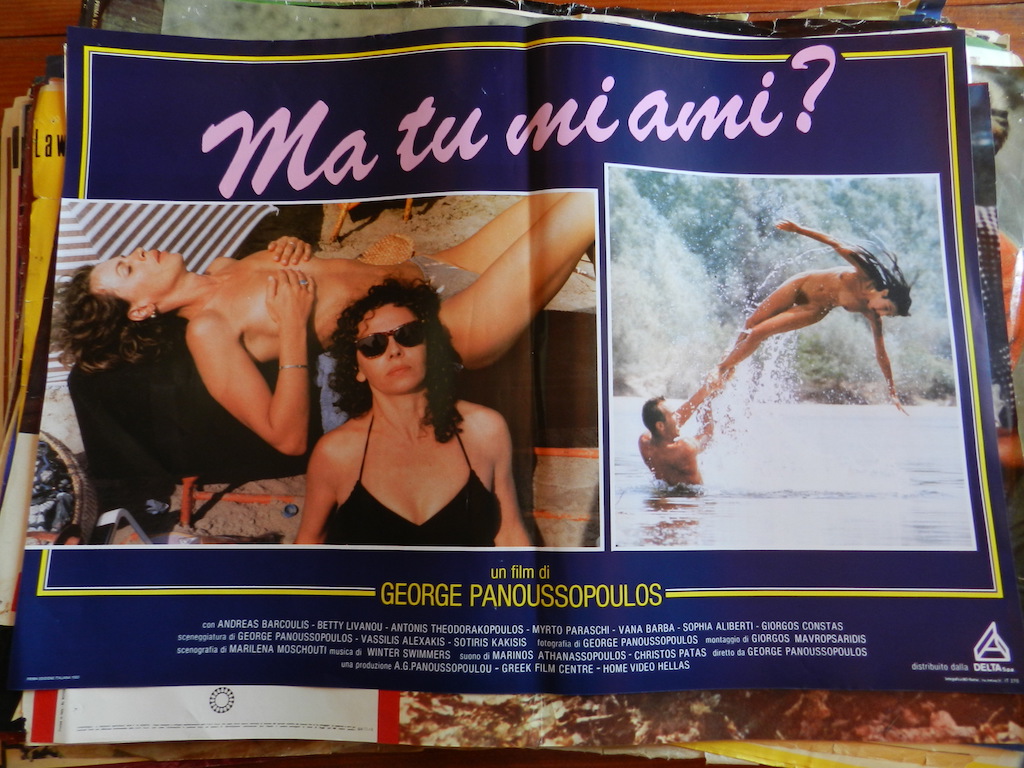 Law
Ma tu mi ami?
un film di
GEORGE PANOUSSOPOULOS
con ANDREAS BARCOULIS - BETTY LIVANOU - ANTONIS THEODORAKOPOULOS - MYRTO PARASCHI - VANA BARBA - SOPHIA ALIBERTI - GIORGOS CONSTAS
sceneggiatura di GEORGE PANOUSSOPOULOS - VASSILIS ALEXAKIS - SOTIRIS KAKISIS fotografia di GEORGE PANOUSSOPOULOS montaggio di GIORGOS MAVROPSARIDIS
scenografia di MARILENA MOSCHOUTI musica di WINTER SWIMMERS suono di MARINOS ATHANASSOPOULOS - CHRISTOS PATAS diretto da GEORGE PANOUSSOPOULOS
una produzione A.G.PANOUSSOPOULOU - GREEK FILM CENTRE - HOME VIDEO HELLAS
distribuito dalla DELTA S.p.A.